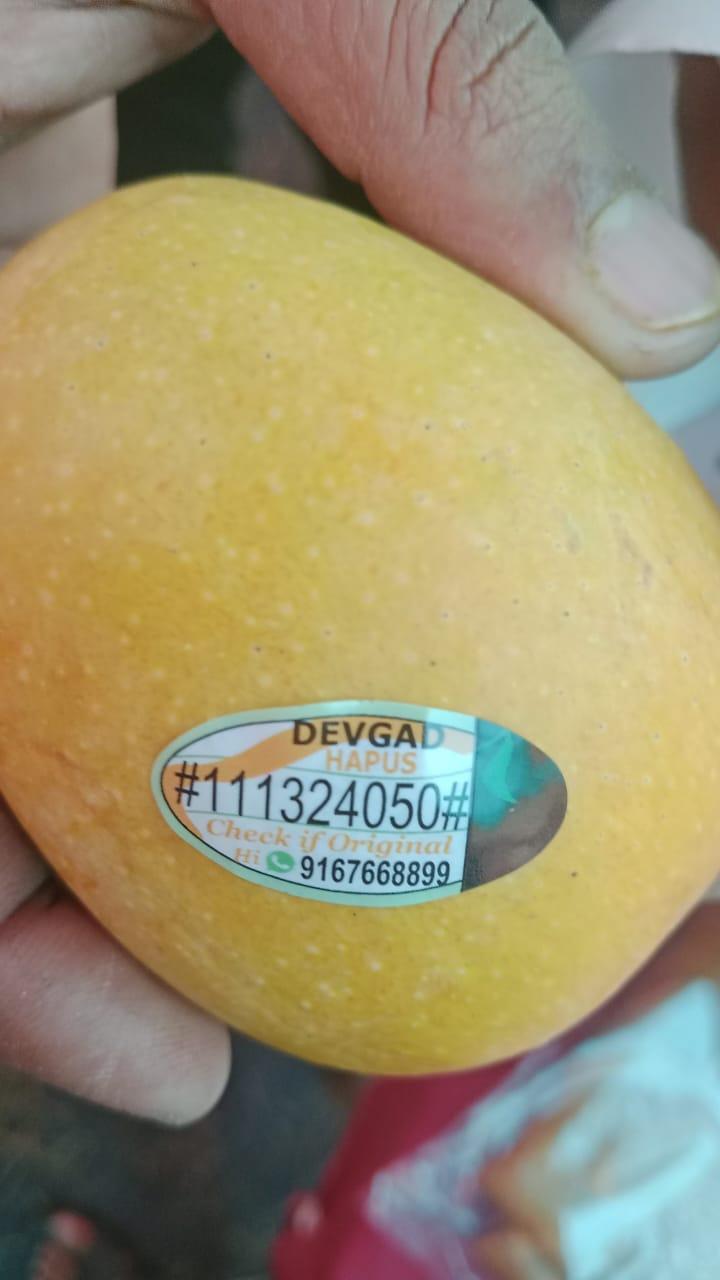 DEVGAD
HAPUS
#111324050#
Check if Original
Hi 9167668899